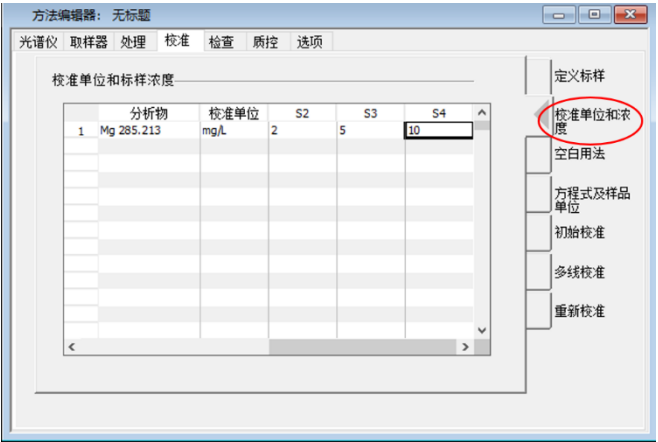 方法编辑器： 无标题
光谱仪 取样器 处理 校准 检查 质控 选项
校准单位和标样浓度
分析物 校准单位 S2 S3 S4
1 Mg 285.213 mg/L 2 5 10
定义标样
校准单位和浓
度
空白用法
方程式及样品
单位
初始校准
多线校准
重新校准